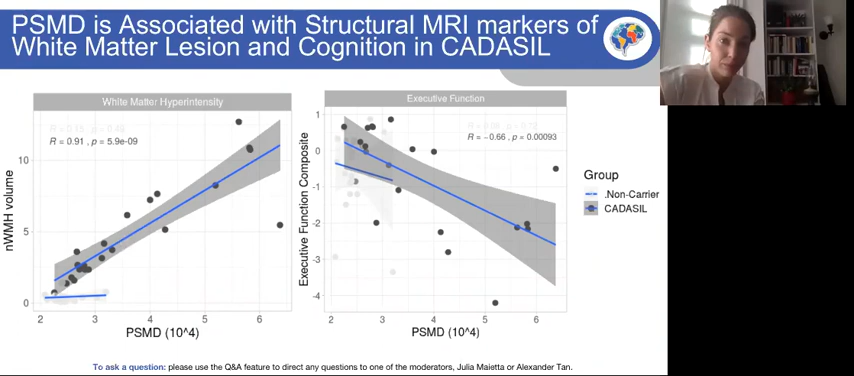 PSMD is Associated with Structural MRI markers of
White Matter Lesion and Cognition in CADASIL
White Matter Hyperintensity
R = 0.91 , p = 5.9e-09
nWMH volume
10
5
0
2
3
4
5
6
PSMD (10^4)
Executive Function
R = -0.66 , p = 0.00093
Executive Function Composite
1
0
-1
-2
-3
-4
2
3
4
5
6
PSMD (10^4)
Group
.Non-Carrier
CADASIL
To ask a question: please use the Q&A feature to direct any questions to one of the moderators, Julia Maietta or Alexander Tan.